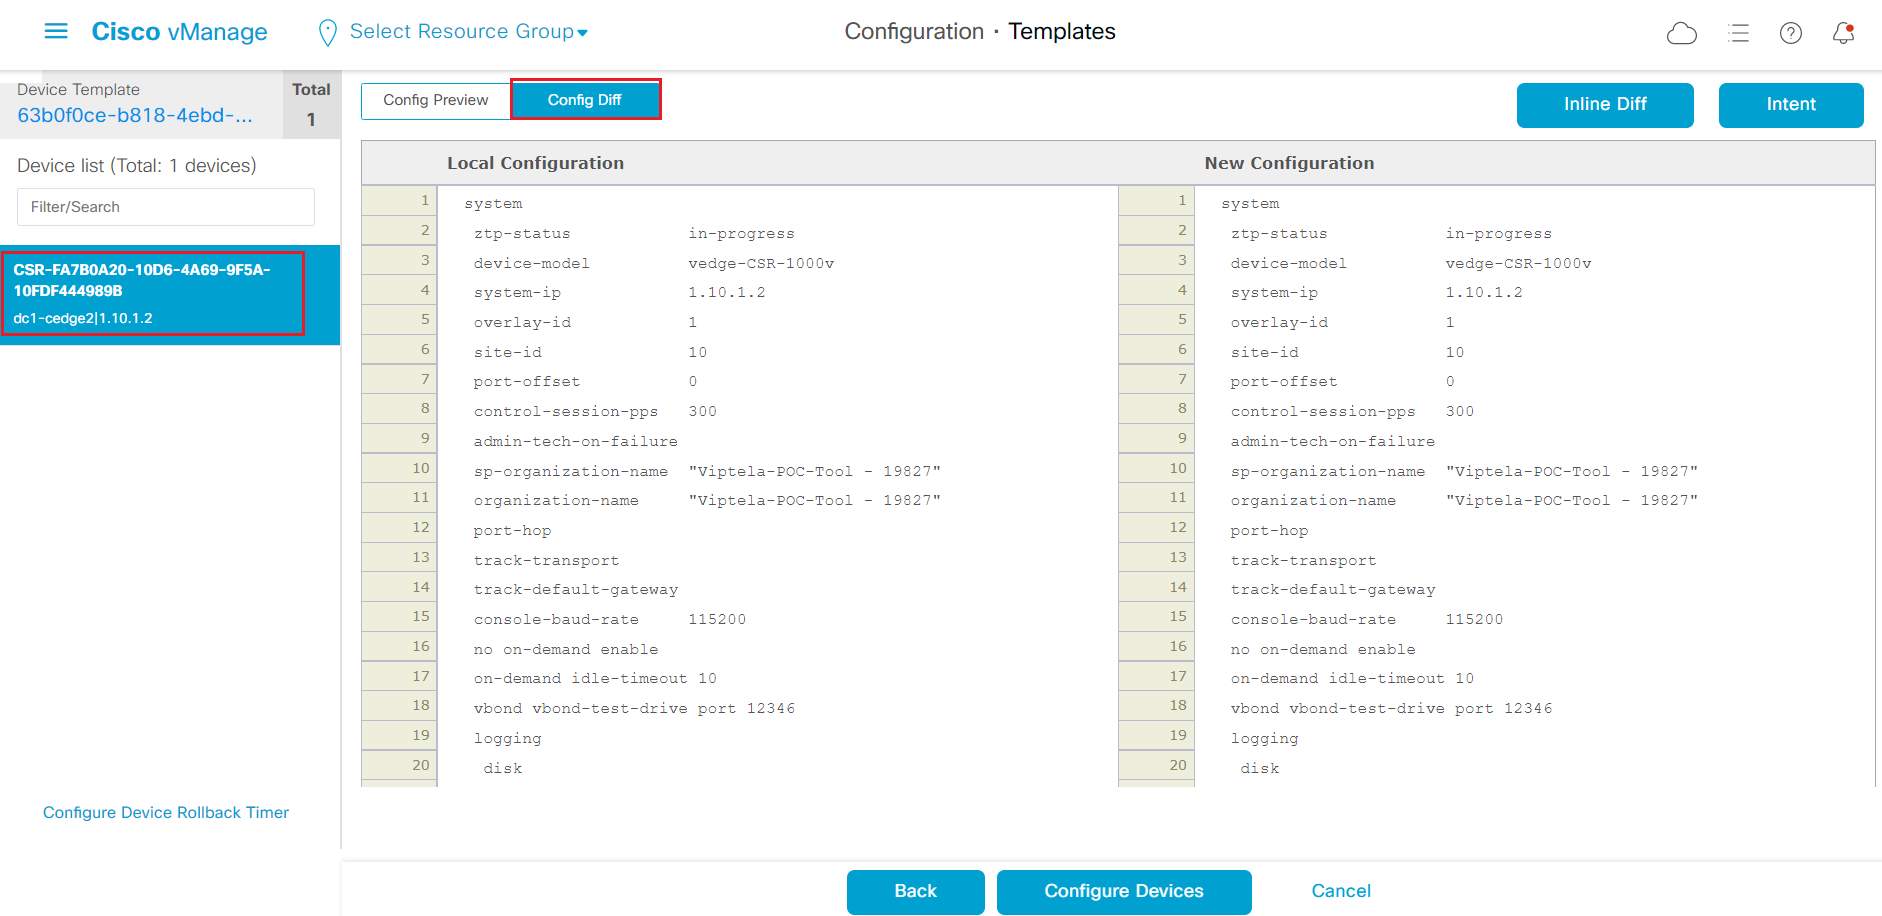 Cisco vManage
Select Resource Group
Configuration · Templates
Device Template
63b0f0ce-b818-4ebd-...
Total
1
Device list (Total: 1 devices)
Filter/Search
CSR-FA7B0A20-10D6-4A69-9F5A-
10FDF444989B
dc1-cedge2|1.10.1.2
Configure Device Rollback Timer
Config Preview
Config Diff
Inline Diff
Intent
Local Configuration
1 system
2 ztp-status in-progress
3 device-model vedge-CSR-1000v
4 system-ip 1.10.1.2
5 overlay-id 1
6 site-id 10
7 port-offset 0
8 control-session-pps 300
9 admin-tech-on-failure
10 sp-organization-name "Viptela-POC-Tool - 19827"
11 organization-name "Viptela-POC-Tool - 19827"
12 port-hop
13 track-transport
14 track-default-gateway
15 console-baud-rate 115200
16 no on-demand enable
17 on-demand idle-timeout 10
18 vbond vbond-test-drive port 12346
19 logging
20 disk
New Configuration
1 system
2 ztp-status in-progress
3 device-model vedge-CSR-1000v
4 system-ip 1.10.1.2
5 overlay-id 1
6 site-id 10
7 port-offset 0
8 control-session-pps 300
9 admin-tech-on-failure
10 sp-organization-name "Viptela-POC-Tool - 19827"
11 organization-name "Viptela-POC-Tool - 19827"
12 port-hop
13 track-transport
14 track-default-gateway
15 console-baud-rate 115200
16 no on-demand enable
17 on-demand idle-timeout 10
18 vbond vbond-test-drive port 12346
19 logging
20 disk
Back
Configure Devices
Cancel